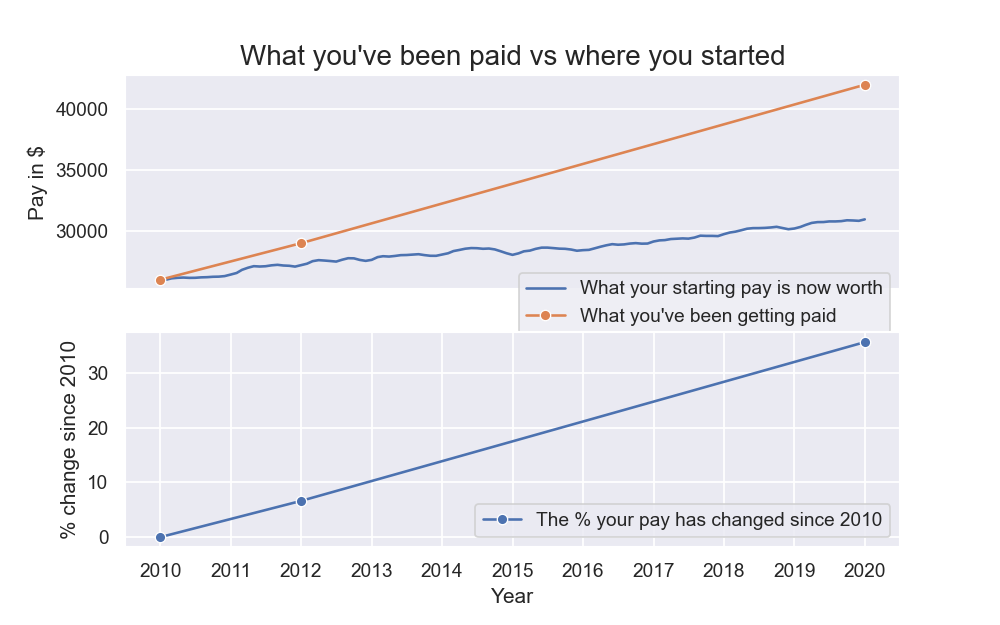 What you've been paid vs where you started
Pay in $
40000
35000
30000
What your starting pay is now worth
What you've been getting paid
% change since 2010
30
20
10
0
The % your pay has changed since 2010
2010 2011 2012 2013 2014 2015 2016 2017 2018 2019 2020
Year